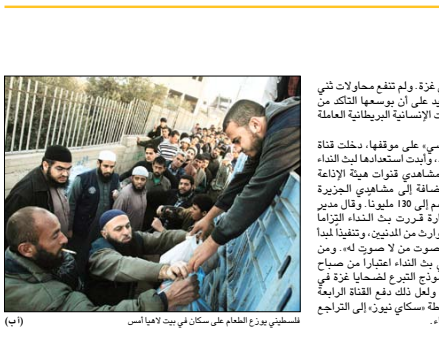 غزة. ولم تنفع محاولات ثني
يد على أن بوسعها التأكد من
ت الإنسانية البريطانية العاملة
سي» على موقفها، دخلت قناة
، وأبدت استعدادها لبث النداء
مشاهدي قنوات هيئة الإذاعة
ضافة إلى مشاهدي الجزيرة
م إلى 130 مليونا. وقال مدير
ارة قررت بث النداء التزاما
وارث من المدنيين، وتنفيذا لمبدأ
صوت من لا صوت له». ومن
ي بث النداء اعتبارا من صباح
وذج التبرع لضحايا غزة في
ولعل ذلك دفع القناة الرابعة
طة «سكاي نيوز» إلى التراجع
فلسطيني يوزع الطعام على سكان في بيت لاهيا أمس
(أ ب)